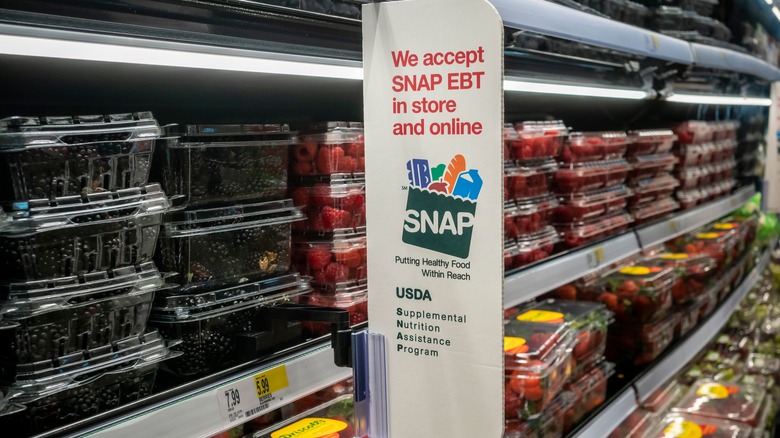 We accept
SNAP EBT
in store
and online
SM
SNAP
Putting Healthy Food
Within Reach
USDA
Supplemental
Nutrition
Assistance
Program
7.99
5.99